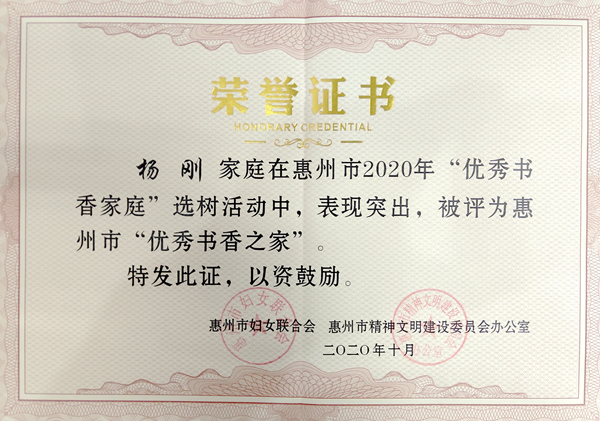 荣誉证书
HONORARY CREDENTIAL
杨 刚 家庭在惠州市2020年“优秀书
香家庭”选树活动中，表现突出，被评为惠
州市“优秀书香之家”。
特发此证，以资鼓励。
惠州市妇女联合会 惠州市精神文明建设委员会办公室
二〇二〇年十月